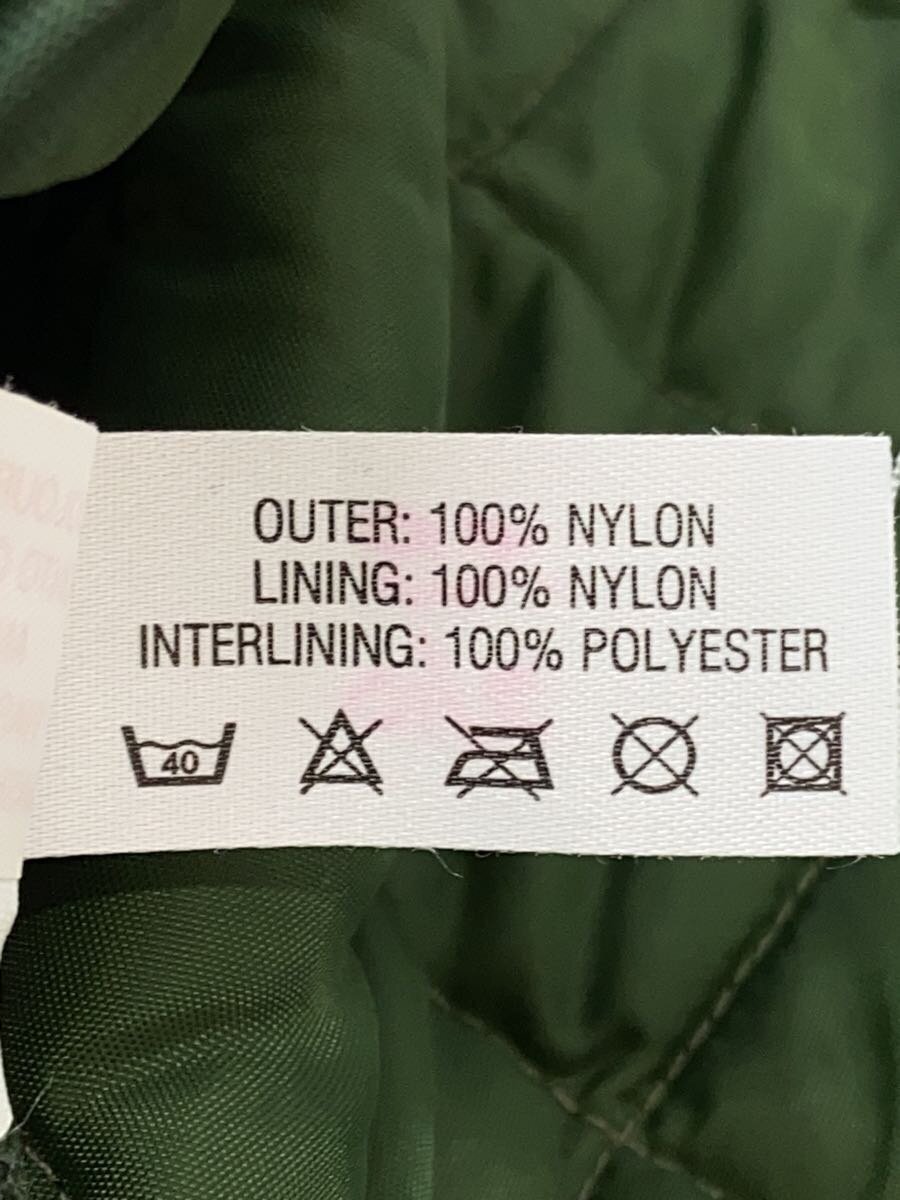 OUTER: 100% NYLON
LINING: 100% NYLON
INTERLINING: 100% POLYESTER
40